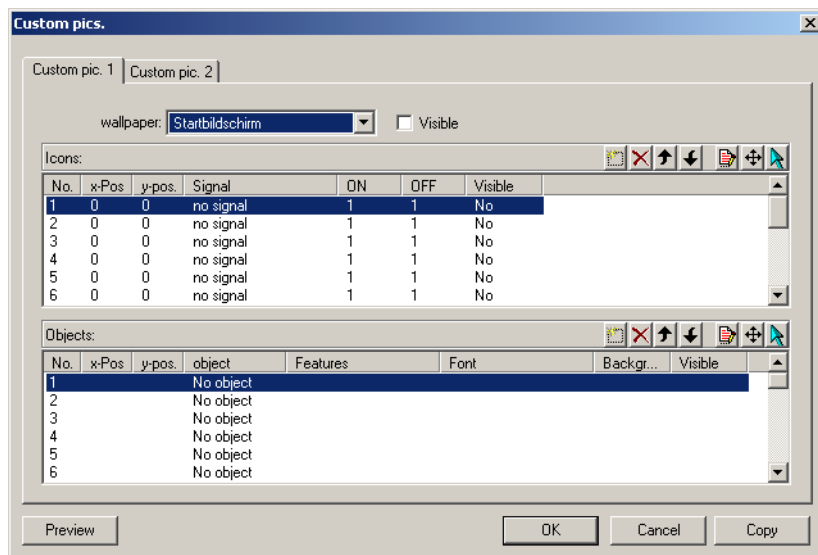 Custom pics.
Custom pic. 1 Custom pic. 2
wallpaper: Startbildschirm Visible
Icons:
No. x-Pos y-pos. Signal ON OFF Visible
1 0 0 no signal 1 1 No
2 0 0 no signal 1 1 No
3 0 0 no signal 1 1 No
4 0 0 no signal 1 1 No
5 0 0 no signal 1 1 No
6 0 0 no signal 1 1 No
Objects:
No. x-Pos y-pos. object Features Font Backgr... Visible
1 No object
2 No object
3 No object
4 No object
5 No object
6 No object
Preview OK Cancel Copy